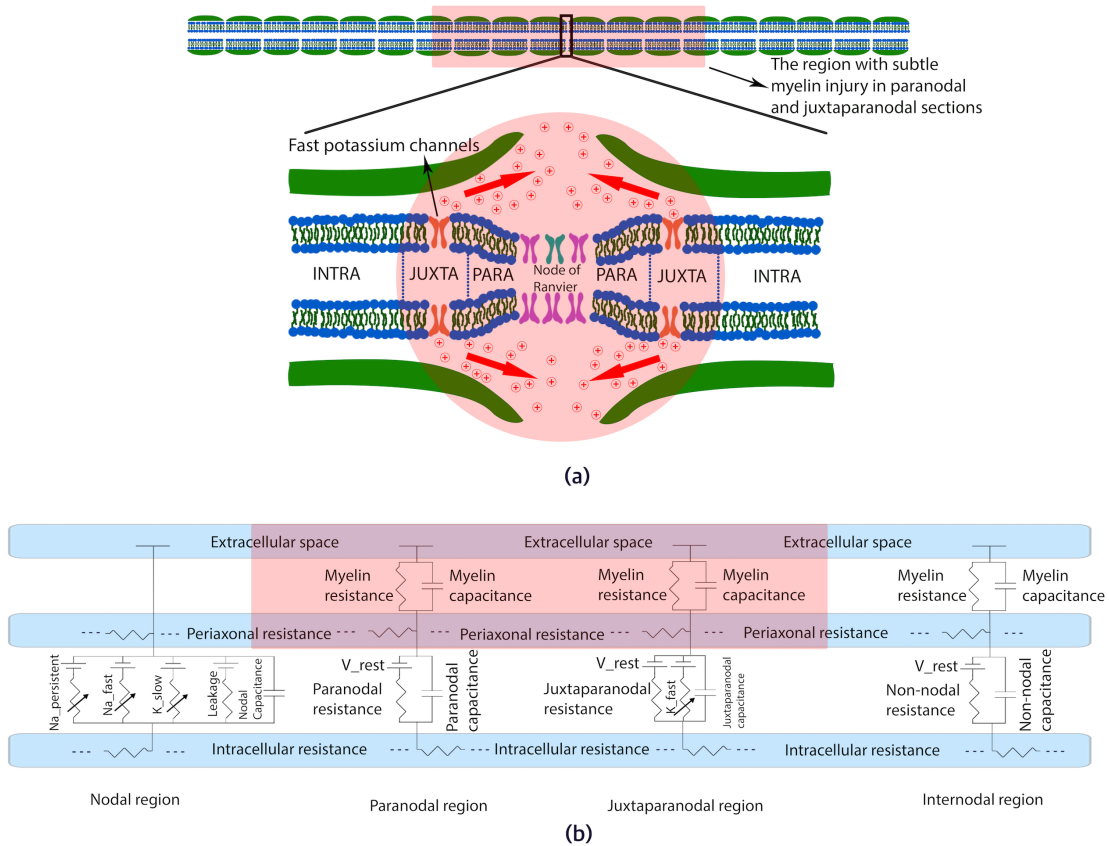 The region with subtle
myelin injury in paranodal
and juxtaparanodal sections
Fast potassium channels
INTRA
JUXTA
PARA
Node of
Ranvier
PARA
JUXTA
INTRA
(a)
Extracellular space
Extracellular space
Extracellular space
Myelin
resistance
Myelin
capacitance
Myelin
resistance
Myelin
capacitance
Myelin
resistance
Myelin
capacitance
Periaxonal resistance
Periaxonal resistance
Periaxonal resistance
Na_persistent
Na_fast
K_slow
Leakage
Nodal
Capacitance
V_rest
Paranodal
resistance
Paranodal
capacitance
V_rest
Juxtaparanodal
resistance
K_fast
Juxtaparanodal
capacitance
V_rest
Non-nodal
resistance
Non-nodal
capacitance
Intracellular resistance
Intracellular resistance
Intracellular resistance
Nodal region
Paranodal region
Juxtaparanodal region
Internodal region
(b)